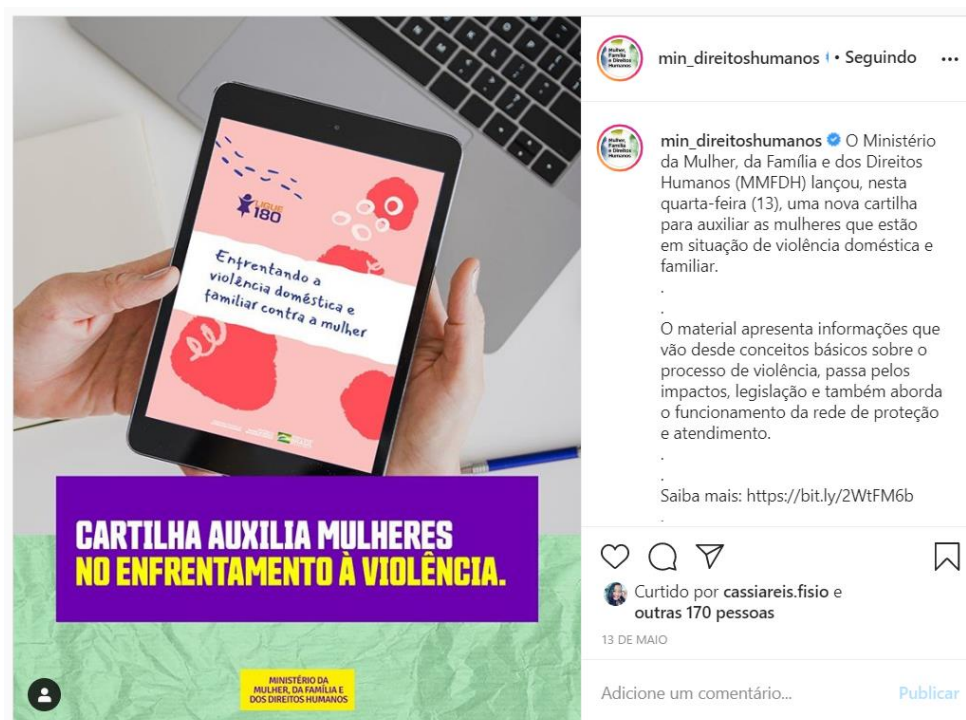 LIGUE
180
Enfrentando a
violência doméstica e
familiar contra a mulher
CARTILHA AUXILIA MULHERES
NO ENFRENTAMENTO À VIOLÊNCIA.
MINISTÉRIO DA
MULHER, DA FAMÍLIA E
DOS DIREITOS HUMANOS
min_direitoshumanos • Seguindo
min_direitoshumanos O Ministério
da Mulher, da Família e dos Direitos
Humanos (MMFDH) lançou, nesta
quarta-feira (13), uma nova cartilha
para auxiliar as mulheres que estão
em situação de violência doméstica e
familiar.
.
.
O material apresenta informações que
vão desde conceitos básicos sobre o
processo de violência, passa pelos
impactos, legislação e também aborda
o funcionamento da rede de proteção
e atendimento.
.
.
Saiba mais: https://bit.ly/2WtFM6b
.
Curtido por cassiareis.fisio e
outras 170 pessoas
13 DE MAIO
Adicione um comentário... Publicar